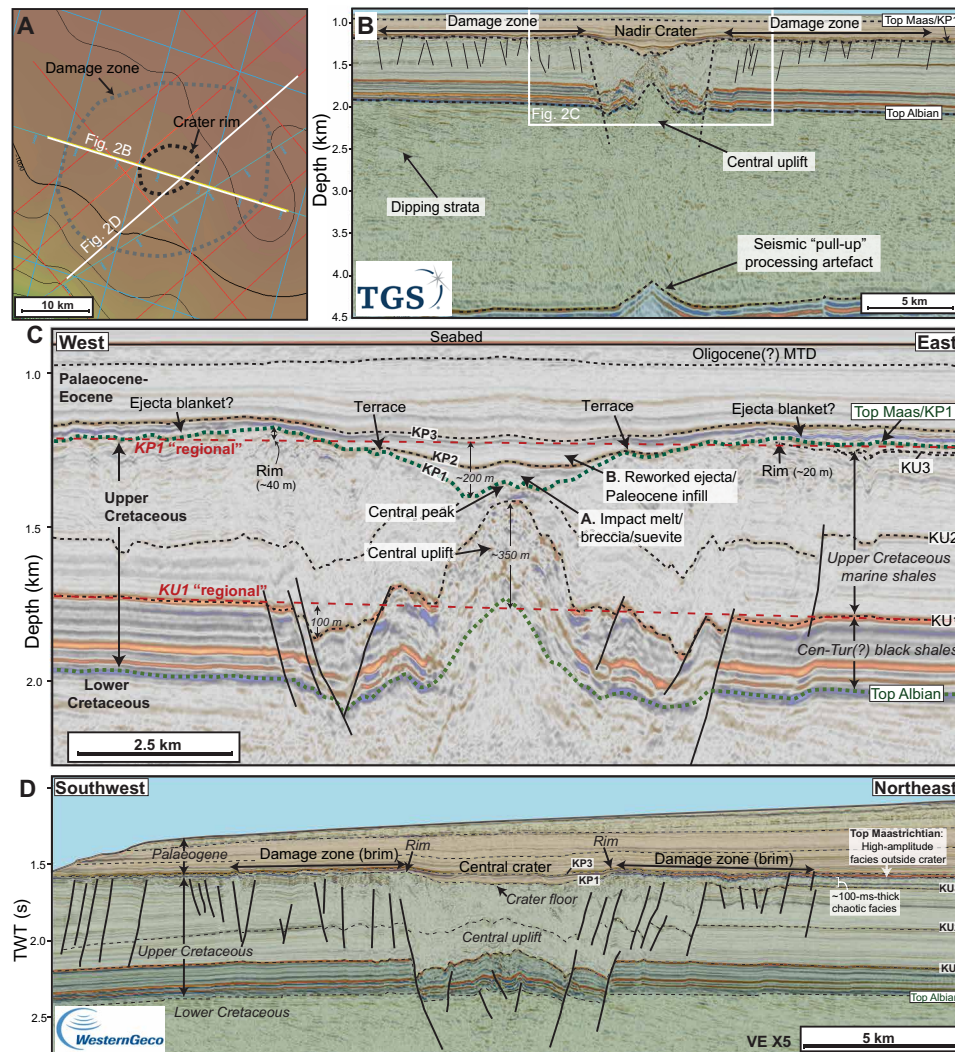 A
Damage zone
Crater rim
Fig. 2B
Fig. 2D
10 km
B
Damage zone
Nadir Crater
Damage zone
Top Maas/KP1
1.0
1.5
2.0
2.5
3.0
3.5
4.0
4.5
Depth (km)
Fig. 2C
Top Albian
Central uplift
Dipping strata
Seismic "pull-up"
processing artefact
TGS
5 km
C
West
Seabed
East
Oligocene(?) MTD
1.0
1.5
2.0
Depth (km)
Palaeocene-
Eocene
Ejecta blanket?
Terrace
Terrace
Ejecta blanket?
Top Maas/KP1
KP3
KP1 "regional"
KP2
KP1
KU3
Rim
(~40 m)
~200 m
Rim (~20 m)
B. Reworked ejecta/
Paleocene infill
Upper
Cretaceous
Central peak
A. Impact melt/
breccia/suevite
Central uplift
~350 m
KU2
Upper Cretaceous
marine shales
KU1 "regional"
100 m
KU1
Cen-Tur(?) black shales
Lower
Cretaceous
Top Albian
2.5 km
D
Southwest
Northeast
1.5
2.0
2.5
TWT (s)
Palaeogene
Damage zone (brim)
Rim
Central crater
Rim
KP3
KP1
Damage zone (brim)
Top Maastrichtian:
High-amplitude
facies outside crater
Crater floor
~100-ms-thick
chaotic facies
Upper Cretaceous
Central uplift
Lower Cretaceous
Top Albian
WesternGeco
VE X5
5 km